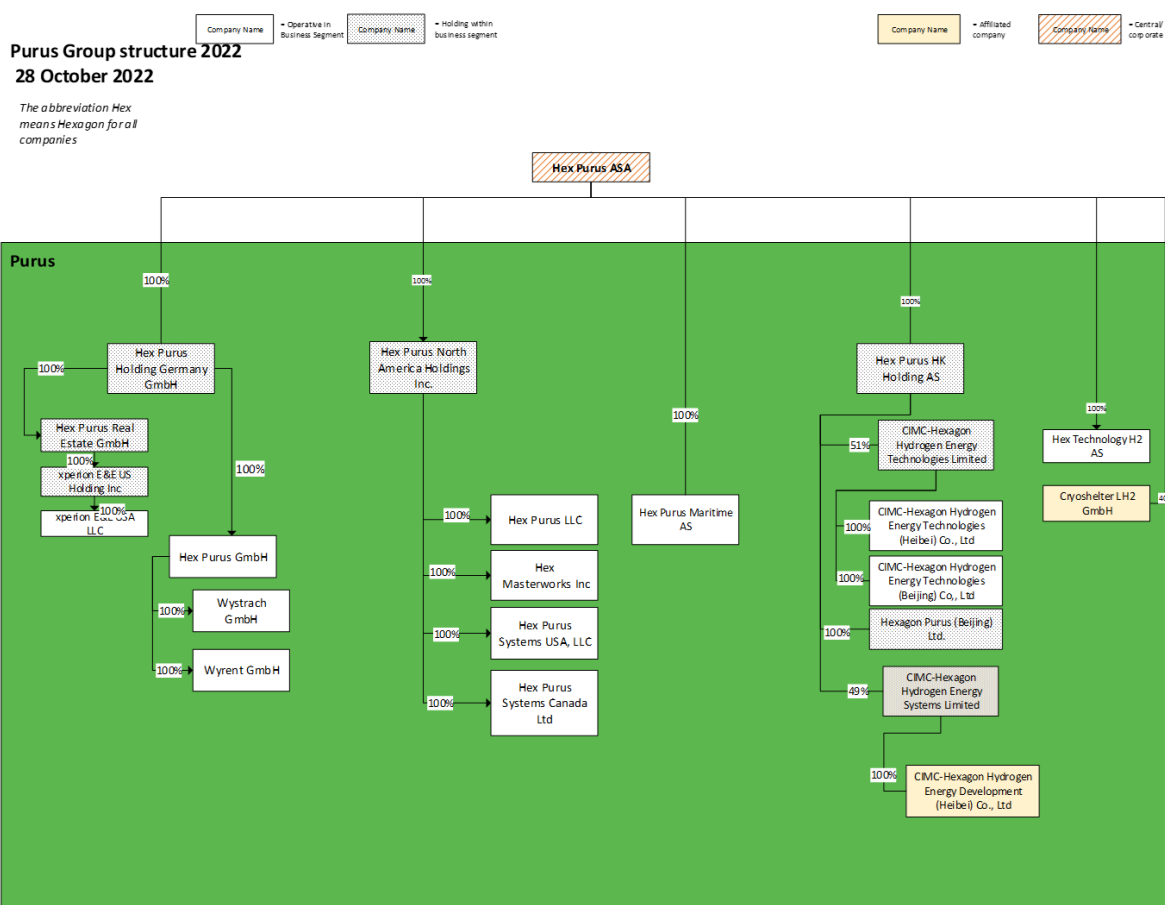 Company Name
= Operative in
Business Segment
Company Name
= Holding within
business segment
Company Name
= Affiliated
company
Company Name
= Central/
corporate
Purus Group structure 2022
28 October 2022
The abbreviation Hex
means Hexagon for all
companies
Hex Purus ASA
Purus
100%
100%
100%
100%
100%
Hex Purus
Holding Germany
GmbH
100%
Hex Purus Real
Estate GmbH
100%
xperion E&E US
Holding Inc
100%
xperion E&E USA
LLC
100%
Hex Purus GmbH
100%
Wystrach
GmbH
100%
Wyrent GmbH
Hex Purus North
America Holdings
Inc.
100%
Hex Purus LLC
100%
Hex
Masterworks Inc
100%
Hex Purus
Systems USA, LLC
100%
Hex Purus
Systems Canada
Ltd
Hex Purus Maritime
AS
Hex Purus HK
Holding AS
51%
CIMC-Hexagon
Hydrogen Energy
Technologies Limited
100%
CIMC-Hexagon Hydrogen
Energy Technologies
(Heibei) Co., Ltd
100%
CIMC-Hexagon Hydrogen
Energy Technologies
(Beijing) Co,, Ltd
100%
Hexagon Purus (Beijing)
Ltd.
49%
CIMC-Hexagon
Hydrogen Energy
Systems Limited
100%
CIMC-Hexagon Hydrogen
Energy Development
(Heibei) Co., Ltd
Hex Technology H2
AS
Cryoshelter LH2
GmbH